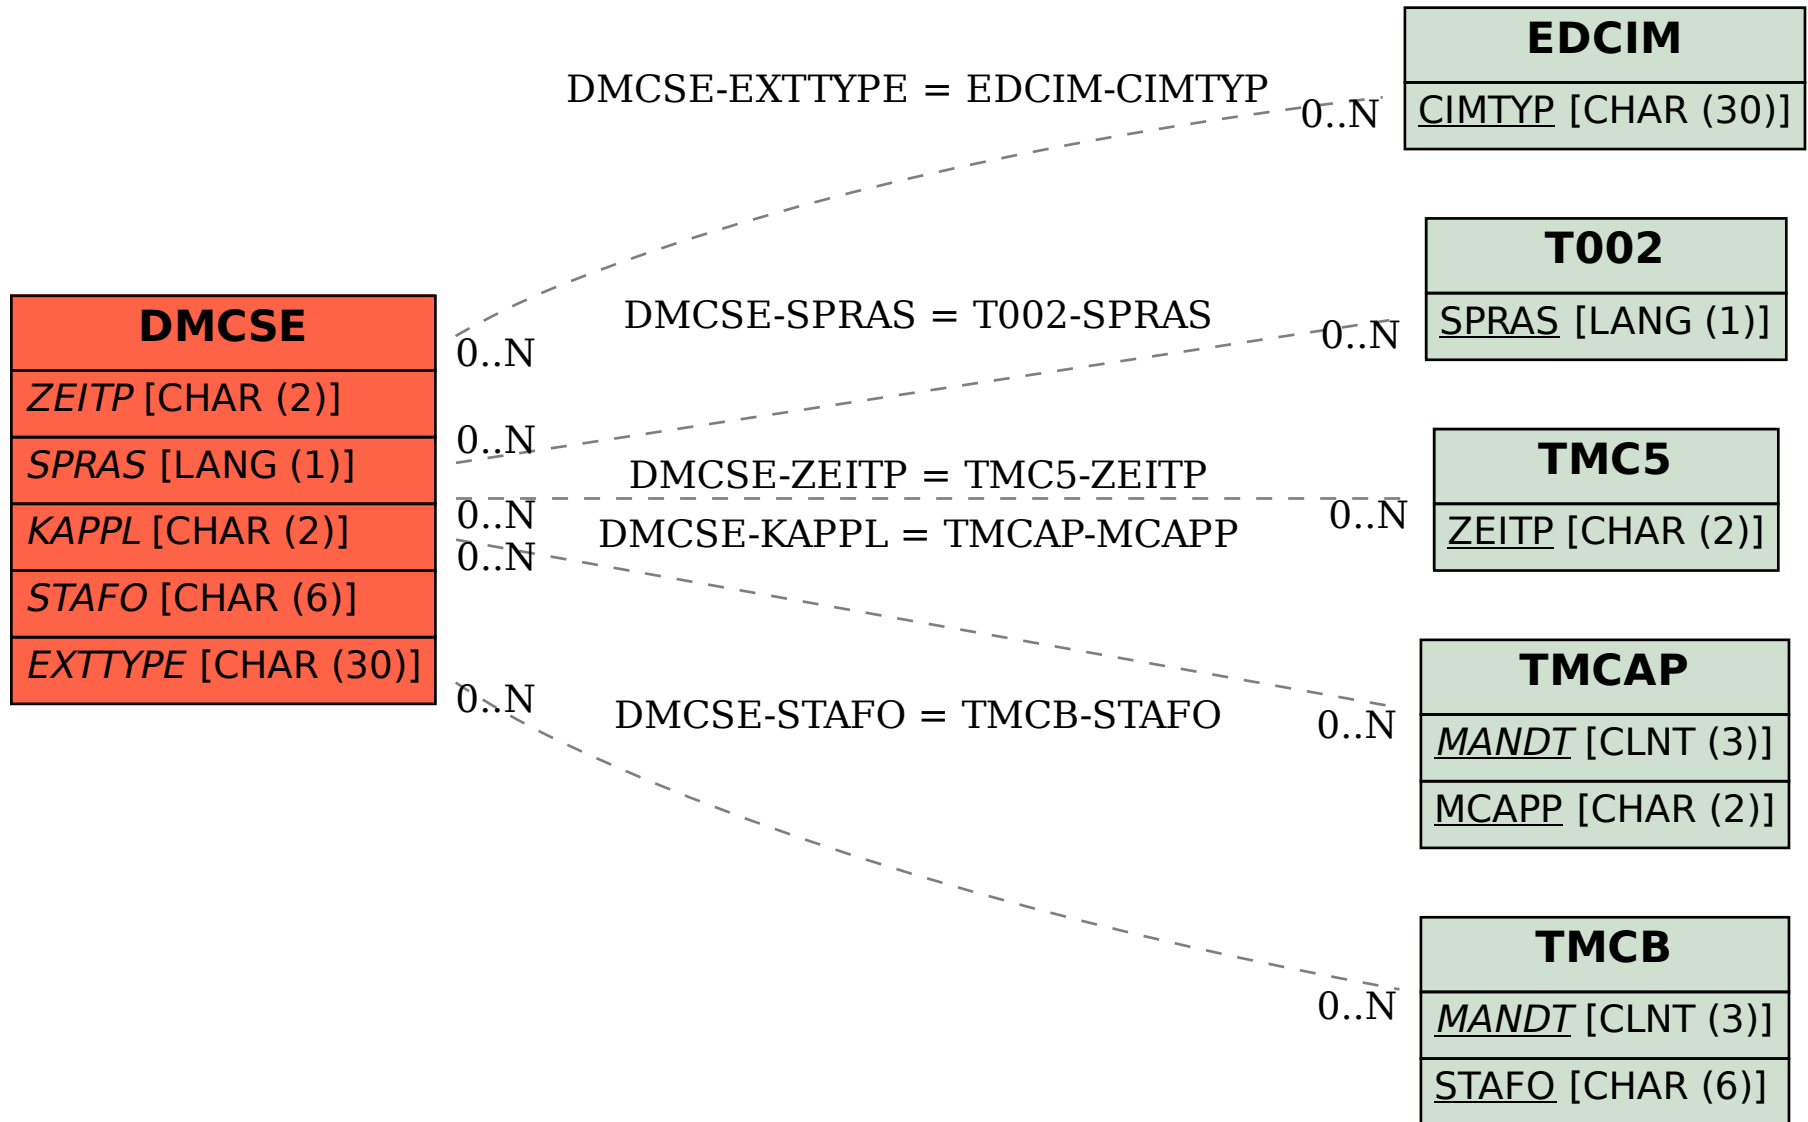 DMCSE
ZEITP [CHAR (2)]
SPRAS [LANG (1)]
KAPPL [CHAR (2)]
STAFO [CHAR (6)]
EXTTYPE [CHAR (30)]
DMCSE-EXTTYPE = EDCIM-CIMTYP
0..N
0..N
DMCSE-SPRAS = T002-SPRAS
0..N
0..N
DMCSE-ZEITP = TMC5-ZEITP
0..N
0..N
DMCSE-KAPPL = TMCAP-MCAPP
0..N
0..N
DMCSE-STAFO = TMCB-STAFO
0..N
0..N
EDCIM
CIMTYP [CHAR (30)]
T002
SPRAS [LANG (1)]
TMC5
ZEITP [CHAR (2)]
TMCAP
MANDT [CLNT (3)]
MCAPP [CHAR (2)]
TMCB
MANDT [CLNT (3)]
STAFO [CHAR (6)]